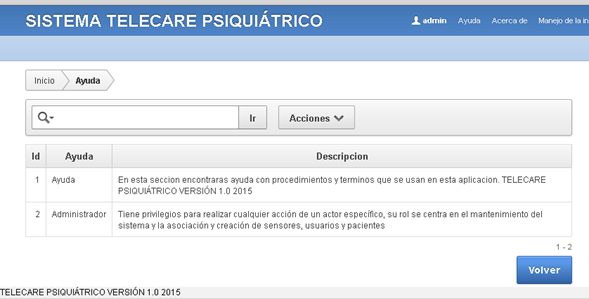 SISTEMA TELECARE PSIQUIÁTRICO
admin Ayuda Acerca de Manejo de la in
Inicio Ayuda
Ir Acciones
Id Ayuda Descripcion
1 Ayuda En esta seccion encontraras ayuda con procedimientos y terminos que se usan en esta aplicacion. TELECARE
PSIQUIÁTRICO VERSIÓN 1.0 2015
2 Administrador Tiene privilegios para realizar cualquier acción de un actor específico, su rol se centra en el mantenimiento del
sistema y la asociación y creación de sensores, usuarios y pacientes
1 - 2
Volver
TELECARE PSIQUIÁTRICO VERSIÓN 1.0 2015